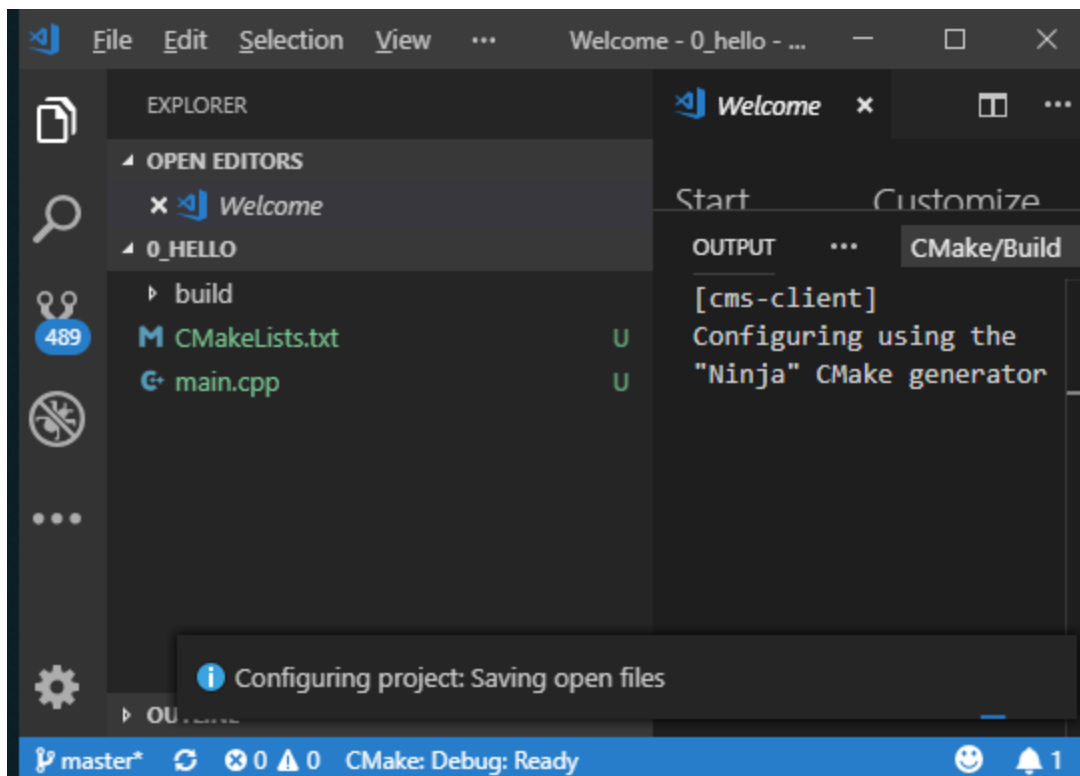 File Edit Selection View ··· Welcome - 0_hello - ...
EXPLORER
OPEN EDITORS
Welcome
0_HELLO
build
CMakeLists.txt U
main.cpp U
489
Welcome
Start Customize
OUTPUT ··· CMake/Build
[cms-client]
Configuring using the
"Ninja" CMake generator
Configuring project: Saving open files
master* 0 0 CMake: Debug: Ready 1